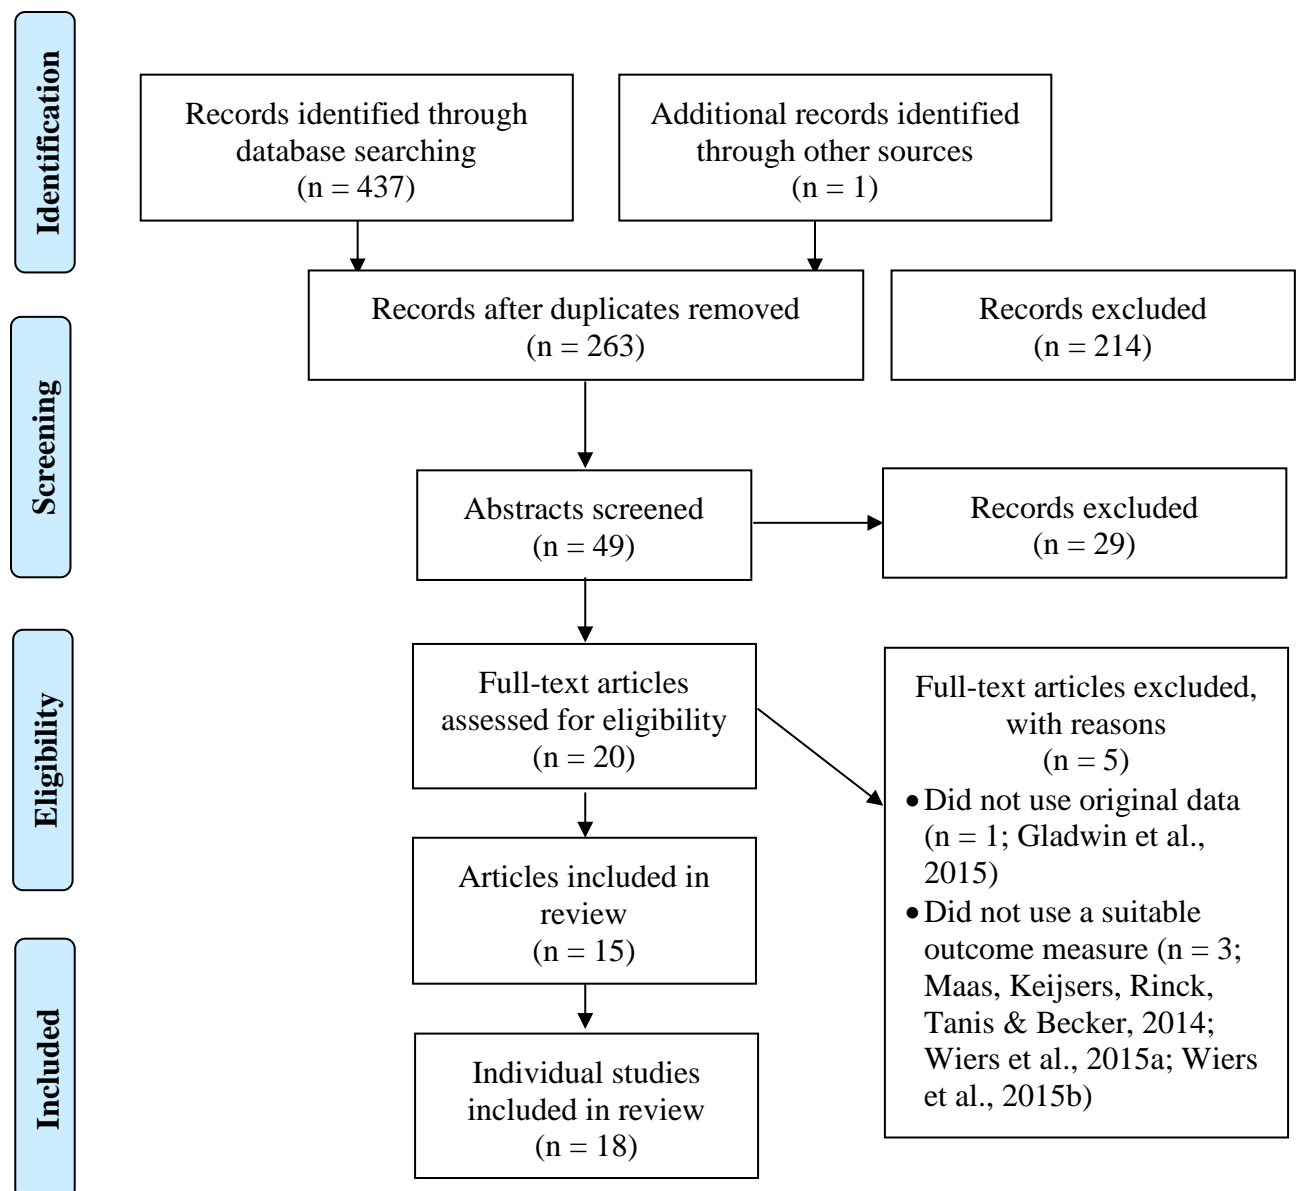 Identification
Records identified through
database searching
(n = 437)
Additional records identified
through other sources
(n = 1)
Records after duplicates removed
(n = 263)
Records excluded
(n = 214)
Screening
Abstracts screened
(n = 49)
Records excluded
(n = 29)
Eligibility
Full-text articles
assessed for eligibility
(n = 20)
Full-text articles excluded,
with reasons
(n = 5)
•Did not use original data
(n = 1; Gladwin et al.,
2015)
•Did not use a suitable
outcome measure (n = 3;
Maas, Keijsers, Rinck,
Tanis & Becker, 2014;
Wiers et al., 2015a; Wiers
et al., 2015b)
Articles included in
review
(n = 15)
Included
Individual studies
included in review
(n = 18)